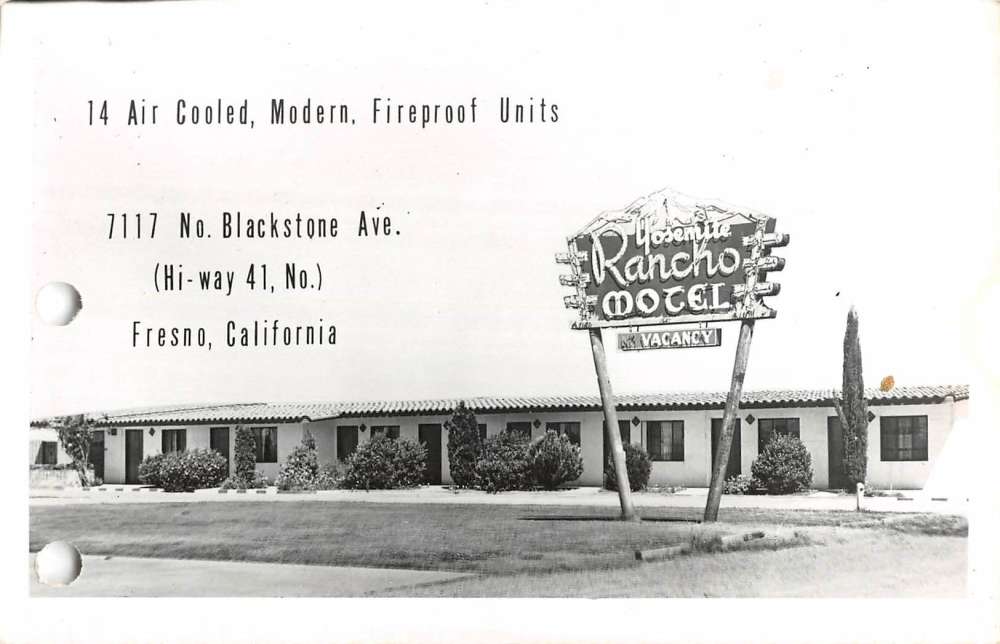 14 Air Cooled, Modern, Fireproof Units
7117 No. Blackstone Ave.
(Hi-way 41, No.)
Fresno, California
Yosemite
Rancho
MOTEL
VACANCY